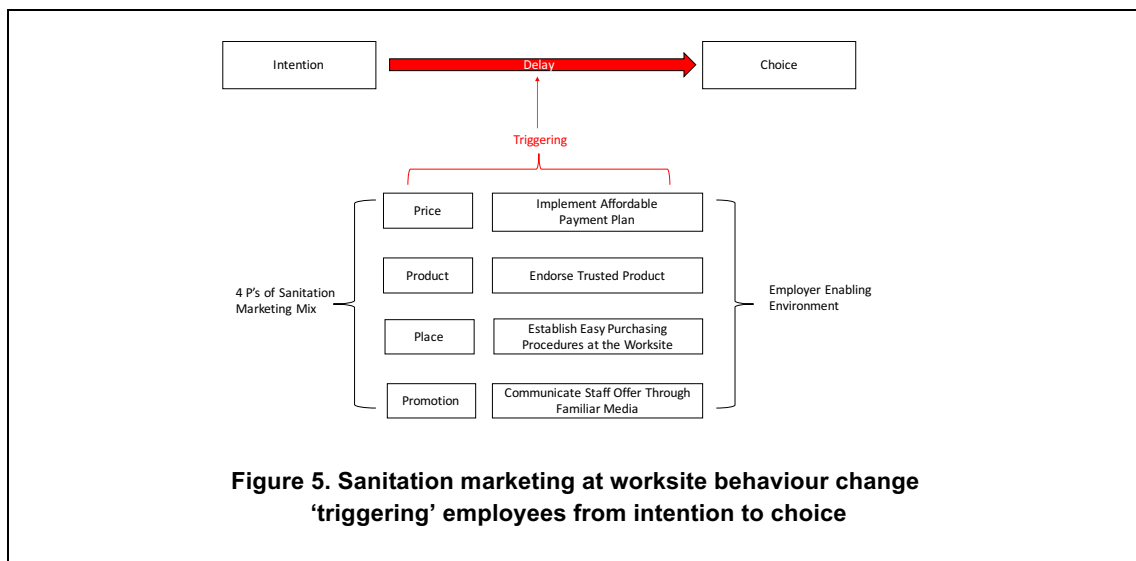 Intention
Delay
Choice
Triggering
Price
Implement Affordable
Payment Plan
Product
Endorse Trusted Product
4 P's of Sanitation
Marketing Mix
Employer Enabling
Environment
Place
Establish Easy Purchasing
Procedures at the Worksite
Promotion
Communicate Staff Offer Through
Familiar Media
Figure 5. Sanitation marketing at worksite behaviour change
‘triggering’ employees from intention to choice